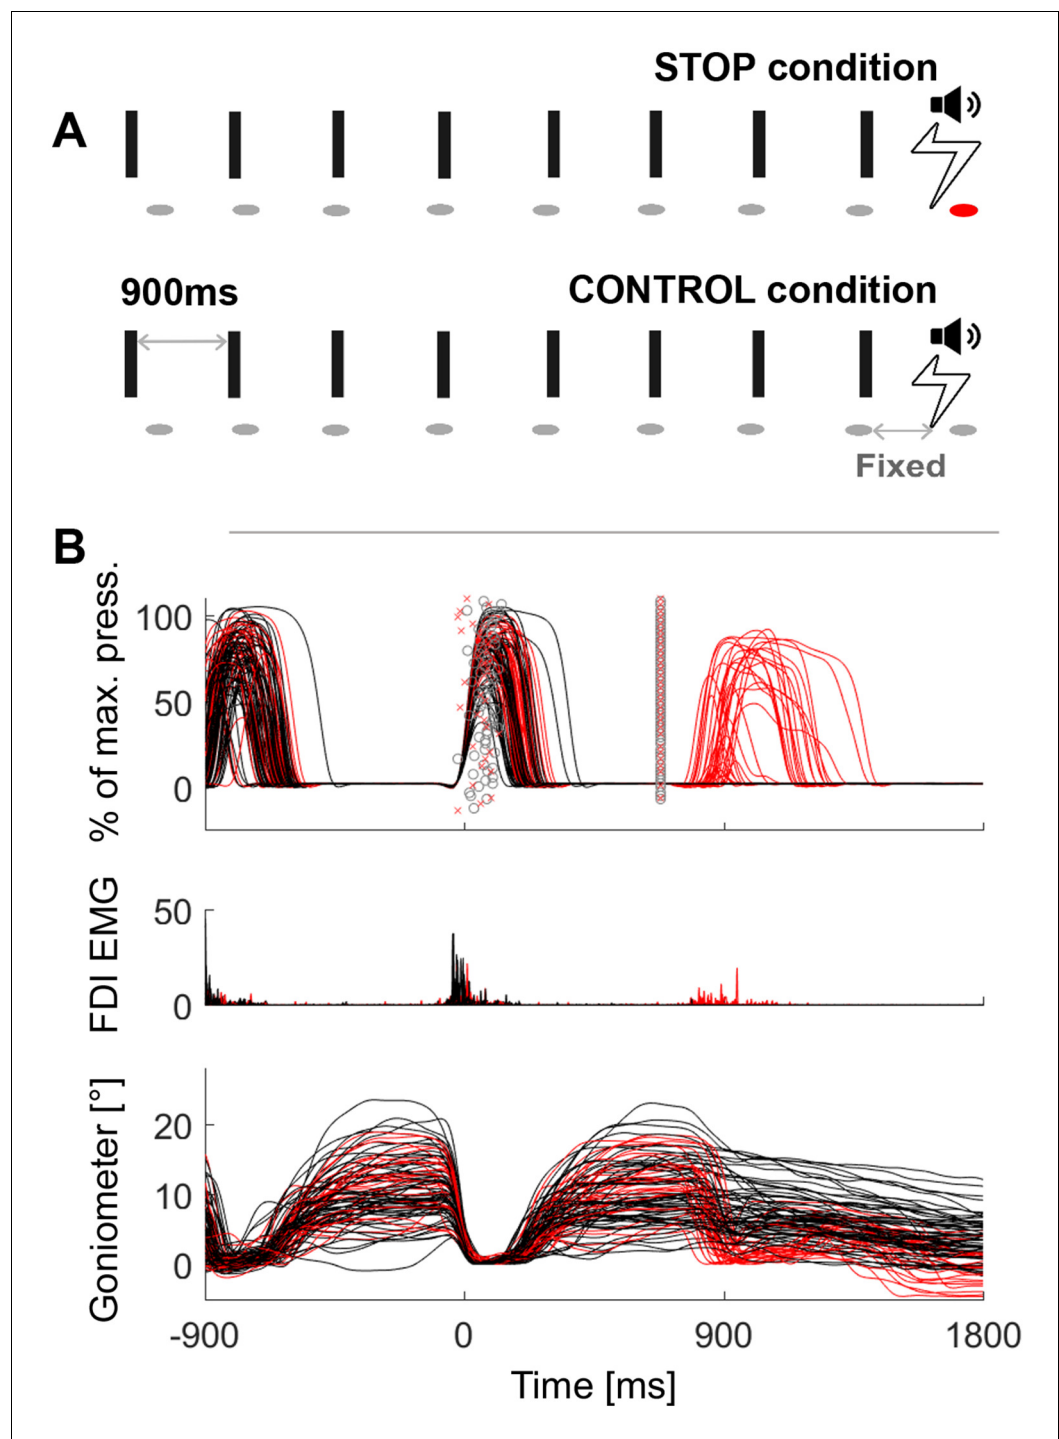 STOP condition
A
900ms
CONTROL condition
Fixed
B
% of max. press.
100
50
0
FDI EMG
50
0
Goniometer [°]
20
10
0
-900
0
900
1800
Time [ms]